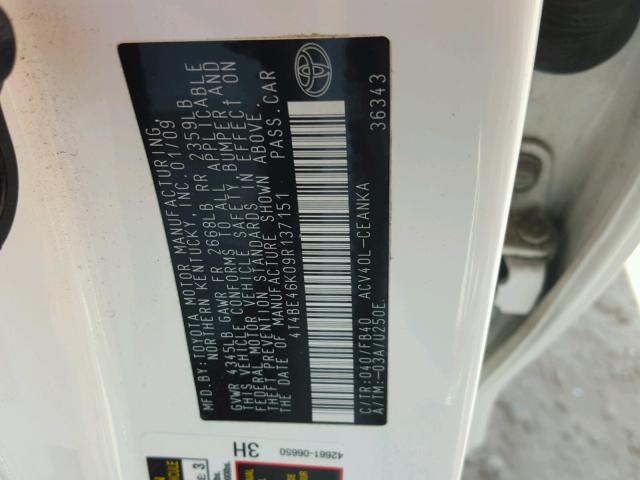 MFD.BY: TOYOTA MOTOR MANUFACTURING,
NORTHERN KENTUCKY, INC. 01/09
GVWR 4345LB GAWR FR 2668LB RR 2359LB
THIS VEHICLE CONFORMS TO ALL APPLICABLE
FEDERAL MOTOR VEHICLE SAFETY, BUMPER, AND
THEFT PREVENTION STANDARDS IN EFFECT ON
THE DATE OF MANUFACTURE SHOWN ABOVE.
4T4BE46K09R137151 PASS.CAR
C/TR:040/FB40 ACV40L-CEANKA 36343
A/TM:-03A/U250E
3H 42661-06650